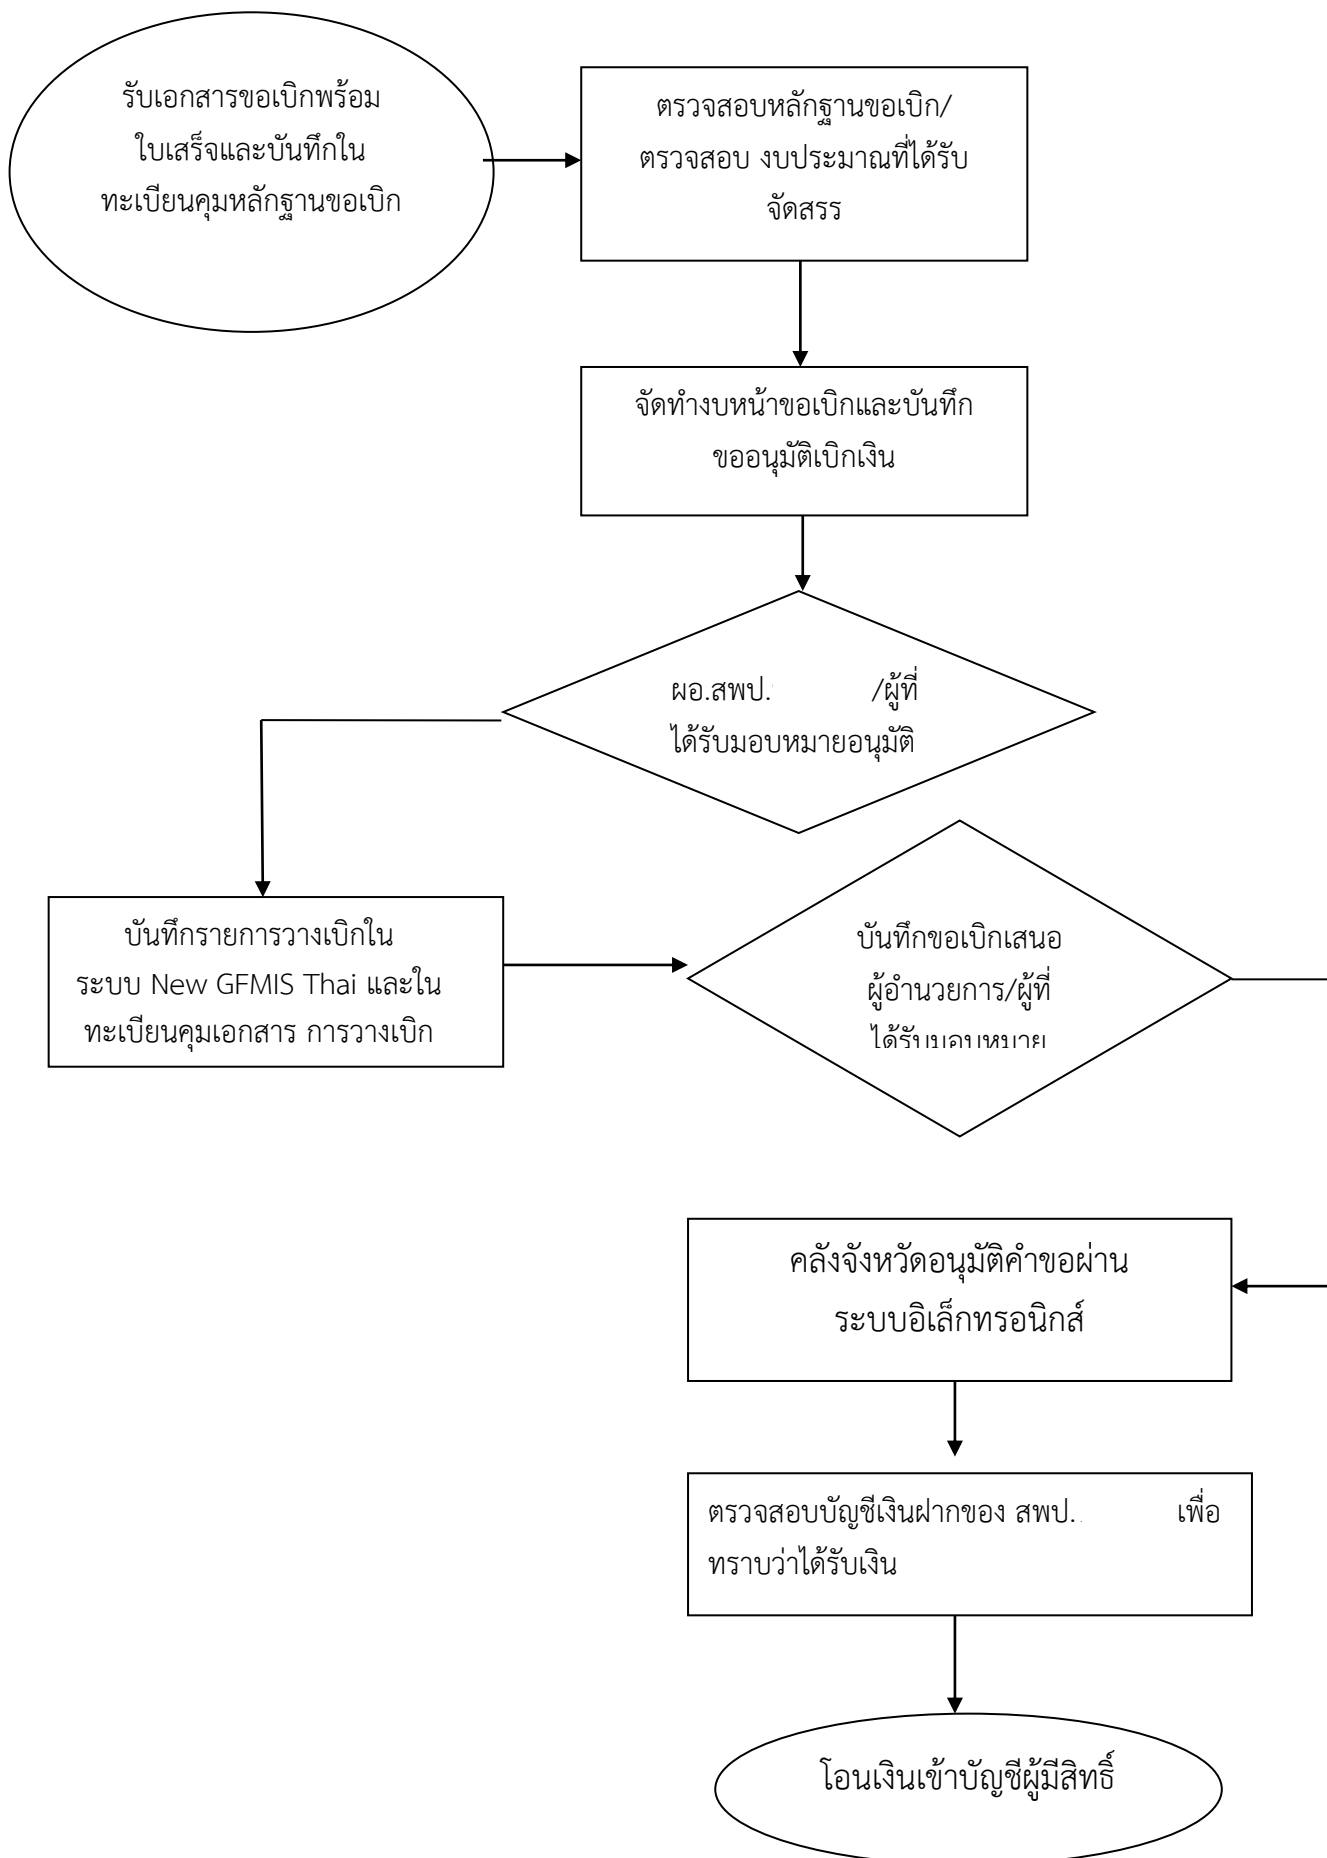 รับเอกสารขอเบิกพร้อม
ใบเสร็จและบันทึกใน
ทะเบียนคุมหลักฐานขอเบิก
ตรวจสอบหลักฐานขอเบิก/
ตรวจสอบ งบประมาณที่ได้รับ
จัดสรร
จัดทำงบหน้าขอเบิกและบันทึก
ขออนุมัติเบิกเงิน
ผอ.สพป. /ผู้ที่
ได้รับมอบหมายอนุมัติ
บันทึกรายการวางเบิกใน
ระบบ New GFMIS Thai และใน
ทะเบียนคุมเอกสาร การวางเบิก
บันทึกขอเบิกเสนอ
ผู้อำนวยการ/ผู้ที่
ได้รับมอบหมาย
คลังจังหวัดอนุมัติคำขอผ่าน
ระบบอิเล็กทรอนิกส์
ตรวจสอบบัญชีเงินฝากของ สพป. เพื่อ
ทราบว่าได้รับเงิน
โอนเงินเข้าบัญชีผู้มีสิทธิ์